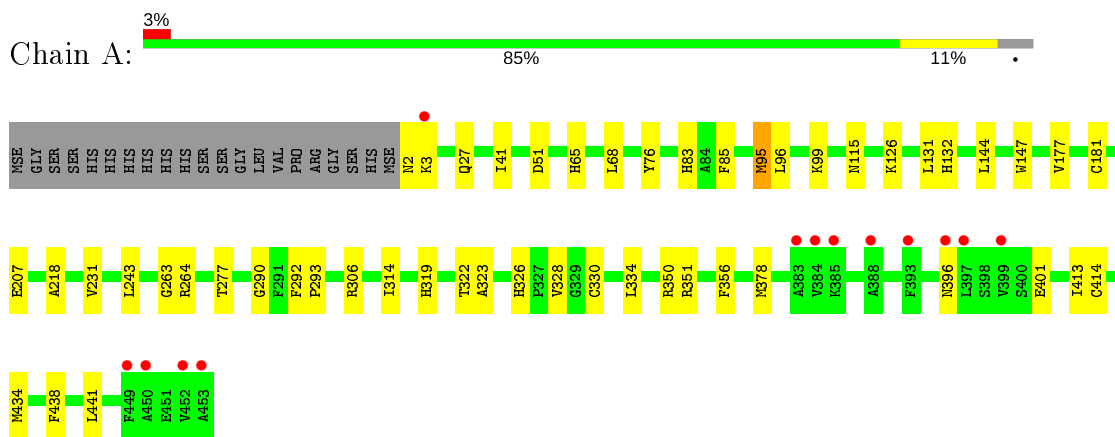 3%
Chain A:
85% 11% •
MSE GLY SER SER HIS HIS HIS HIS HIS HIS SER SER GLY LEU VAL PRO ARG GLY SER HIS MSE N2 K3 Q27 I41 D51 H65 L68 Y76 H83 A84 F85 M95 L96 K99 N115 K126 L131 H132 L144 W147 V177 C181
E207 A218 V231 L243 G263 R264 T277 G290 F291 F292 P293 R306 I314 H319 T322 A323 H326 P327 V328 G329 C330 L334 R350 R351 F356 M378 A383 V384 K385 A388 F393 N396 L397 S398 V399 S400 E401 I413 C414
M434 F438 L441 F449 A450 E451 V452 A453